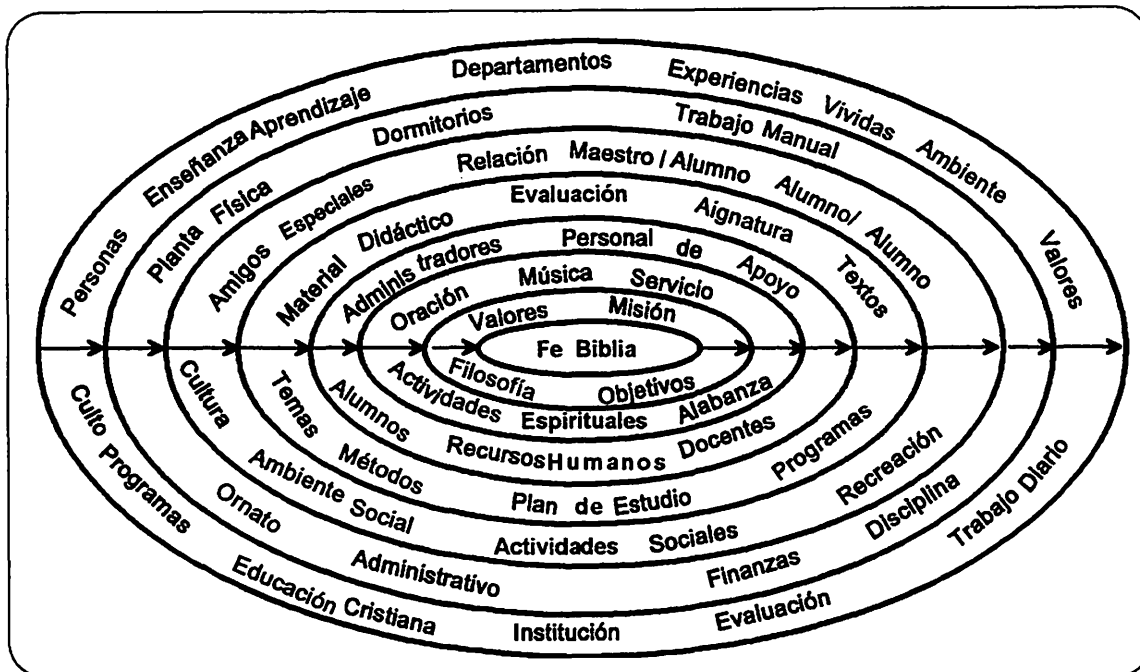 Departamentos Experiencias Vividas Ambiente Valores
Personas Enseñanza Aprendizaje
Planta Física Dormitorios Trabajo Manual
Amigos Especiales Relación Maestro / Alumno Alumno/ Alumno
Material Didáctico Evaluación Aignatura Textos
Adminis tradores Personal de Apoyo
Oración Música Servicio
Valores Misión
Fe Biblia
Filosofía Objetivos
Actividades Espirituales Alabanza
Alumnos Recursos Humanos Docentes
Temas Métodos Plan de Estudio Programas
Cultura Ambiente Social Actividades Sociales Recreación
Ornato Administrativo Finanzas Disciplina
Culto Programas Educación Cristiana Institución Evaluación Trabajo Diario